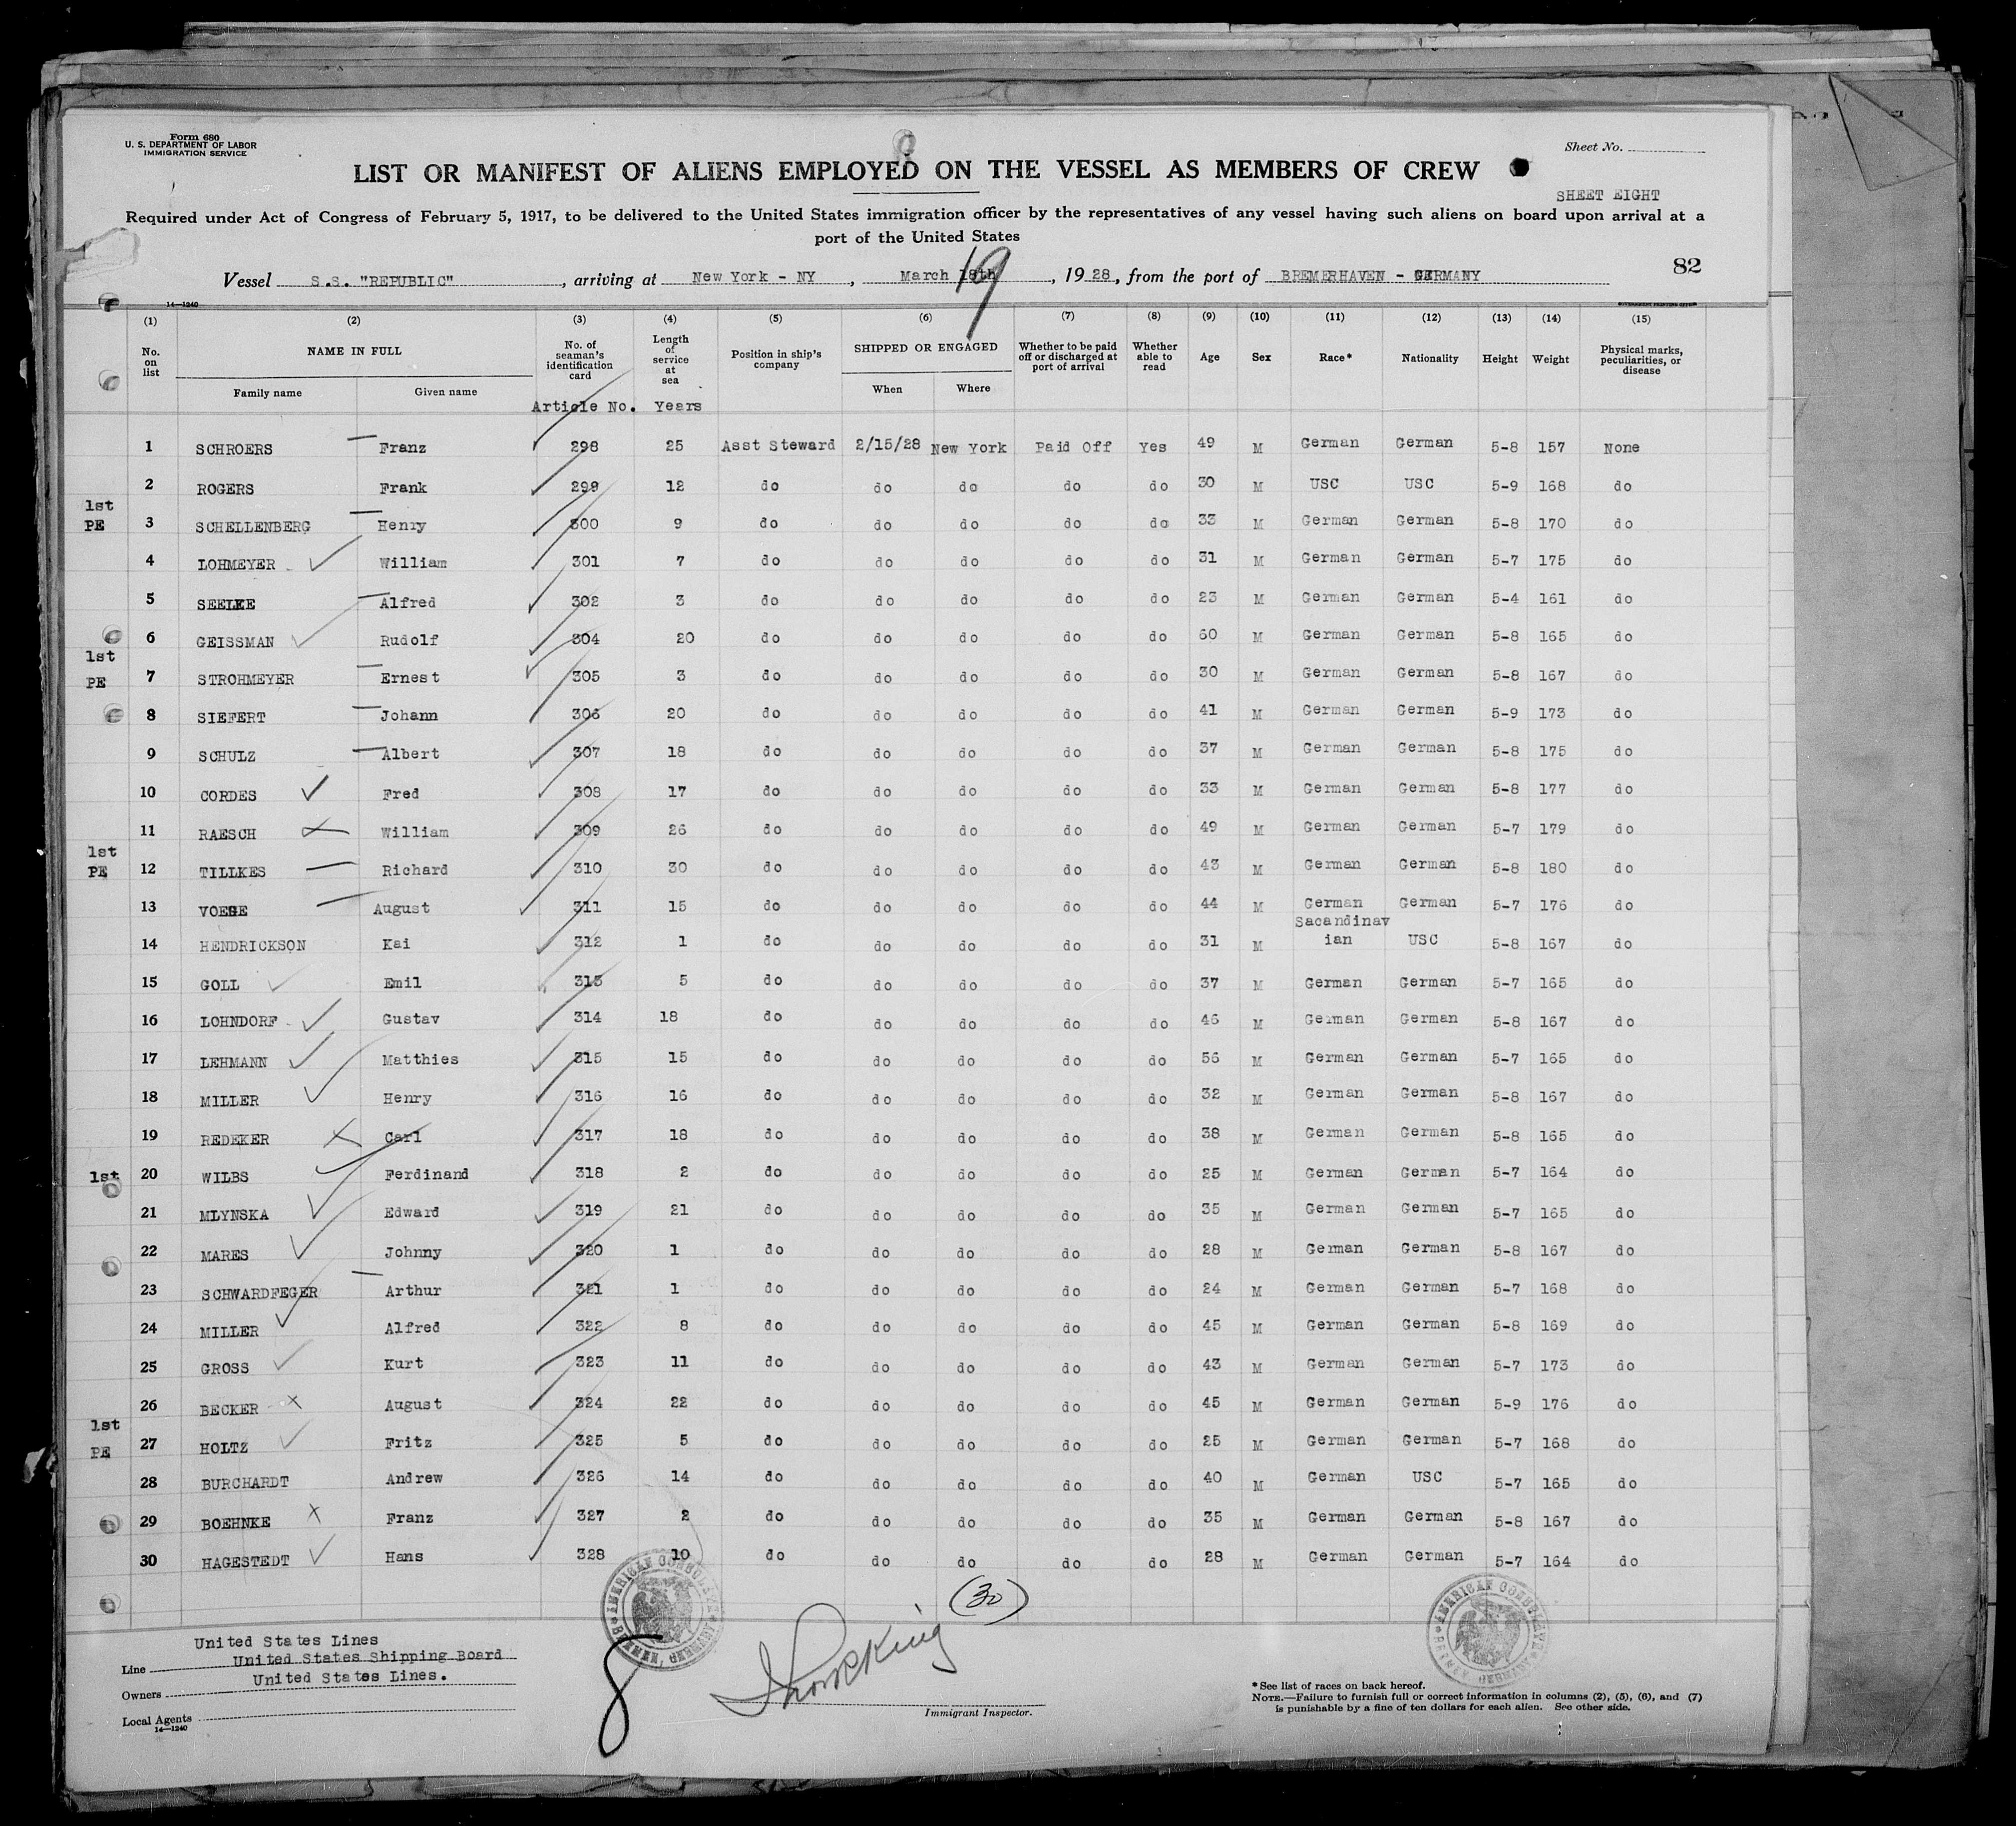 Form 680
U. S. DEPARTMENT OF LABOR
IMMIGRATION SERVICE
Sheet No.
LIST OR MANIFEST OF ALIENS EMPLOYED ON THE VESSEL AS MEMBERS OF CREW
SHEET EIGHT
Required under Act of Congress of February 5, 1917, to be delivered to the United States immigration officer by the representatives of any vessel having such aliens on board upon arrival at a
port of the United States
82
Vessel S.S. "REPUBLIC", arriving at New York - NY, March 18th 19, 1928, from the port of BREMERHAVEN - GERMANY
14—1240
(1) (2) (3) (4) (5) (6) (7) (8) (9) (10) (11) (12) (13) (14) (15)
No. on list NAME IN FULL No. of seaman's identification card Length of service at sea Position in ship's company SHIPPED OR ENGAGED Whether to be paid off or discharged at port of arrival Whether able to read Age Sex Race* Nationality Height Weight Physical marks, peculiarities, or disease
Family name Given name When Where
Article No. Years
1 SCHROERS Franz 298 25 Asst Steward 2/15/28 New York Paid Off Yes 49 M German German 5-8 157 None
2 ROGERS Frank 299 12 do do do do do 30 M USC USC 5-9 168 do
1st PE 3 SCHELLENBERG Henry 300 9 do do do do do 33 M German German 5-8 170 do
4 LOHMEYER William 301 7 do do do do do 31 M German German 5-7 175 do
5 SEELKE Alfred 302 3 do do do do do 23 M German German 5-4 161 do
6 GEISSMAN Rudolf 304 20 do do do do do 60 M German German 5-8 165 do
1st PE 7 STROHMEYER Ernest 305 3 do do do do do 30 M German German 5-8 167 do
8 SIEFERT Johann 306 20 do do do do do 41 M German German 5-9 173 do
9 SCHULZ Albert 307 18 do do do do do 37 M German German 5-8 175 do
10 CORDES Fred 308 17 do do do do do 33 M German German 5-8 177 do
11 RAESCH William 309 26 do do do do do 49 M German German 5-7 179 do
1st PE 12 TILLKES Richard 310 30 do do do do do 43 M German German 5-8 180 do
13 VOEGE August 311 15 do do do do do 44 M German German 5-7 176 do
14 HENDRICKSON Kai 312 1 do do do do do 31 M Sacandinavian USC 5-8 167 do
15 GOLL Emil 313 5 do do do do do 37 M German German 5-7 165 do
16 LOHNDORF Gustav 314 18 do do do do do 46 M German German 5-8 167 do
17 LEHMANN Matthies 315 15 do do do do do 56 M German German 5-7 165 do
18 MILLER Henry 316 16 do do do do do 32 M German German 5-8 167 do
19 REDEKER Carl 317 18 do do do do do 38 M German German 5-8 165 do
1st 20 WILBS Ferdinand 318 2 do do do do do 25 M German German 5-7 164 do
21 MLYNSKA Edward 319 21 do do do do do 35 M German German 5-7 165 do
22 MARES Johnny 320 1 do do do do do 28 M German German 5-8 167 do
23 SCHWARDFEGER Arthur 321 1 do do do do do 24 M German German 5-7 168 do
24 MILLER Alfred 322 8 do do do do do 45 M German German 5-8 169 do
25 GROSS Kurt 323 11 do do do do do 43 M German German 5-7 173 do
26 BECKER August 324 22 do do do do do 45 M German German 5-9 176 do
1st PE 27 HOLTZ Fritz 325 5 do do do do do 25 M German German 5-7 168 do
28 BURCHARDT Andrew 326 14 do do do do do 40 M German USC 5-7 165 do
29 BOEHNKE Franz 327 2 do do do do do 35 M German German 5-8 167 do
30 HAGESTEDT Hans 328 10 do do do do do 28 M German German 5-7 164 do
(30)
AMERICAN CONSULATE BREMEN, GERMANY
AMERICAN CONSULATE BREMEN, GERMANY
8
United States Lines
Line United States Shipping Board
Owners United States Lines.
Local Agents
14—1240
Immigrant Inspector.
*See list of races on back hereof.
NOTE.—Failure to furnish full or correct information in columns (2), (5), (6), and (7)
is punishable by a fine of ten dollars for each alien. See other side.